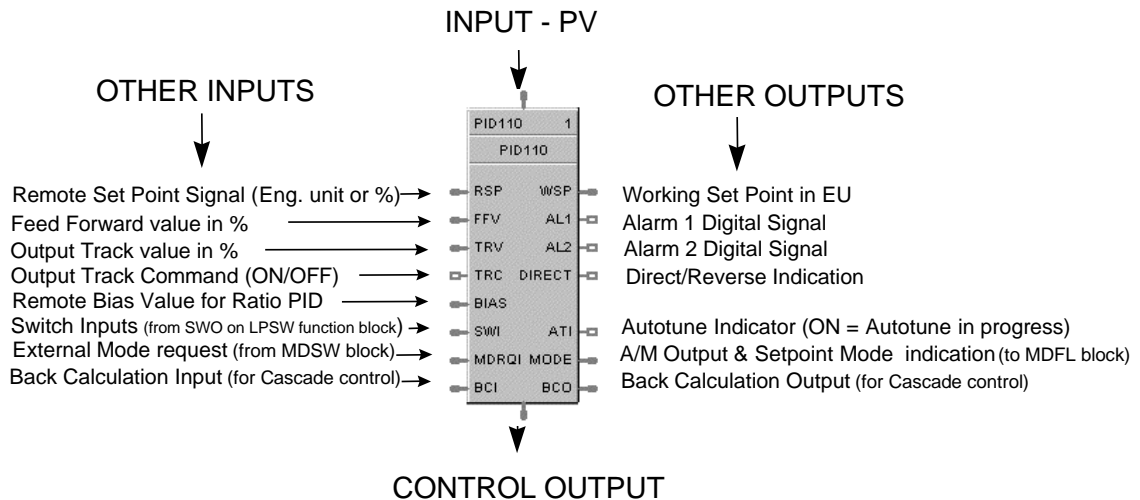 INPUT - PV
OTHER INPUTS
OTHER OUTPUTS
PID110 1
PID110
Remote Set Point Signal (Eng. unit or %) RSP WSP Working Set Point in EU
Feed Forward value in % FFV AL1 Alarm 1 Digital Signal
Output Track value in % TRV AL2 Alarm 2 Digital Signal
Output Track Command (ON/OFF) TRC DIRECT Direct/Reverse Indication
Remote Bias Value for Ratio PID BIAS
Switch Inputs (from SWO on LPSW function block) SWI ATI Autotune Indicator (ON = Autotune in progress)
External Mode request (from MDSW block) MDRQI MODE A/M Output & Setpoint Mode indication (to MDFL block)
Back Calculation Input (for Cascade control) BCI BCO Back Calculation Output (for Cascade control)
CONTROL OUTPUT